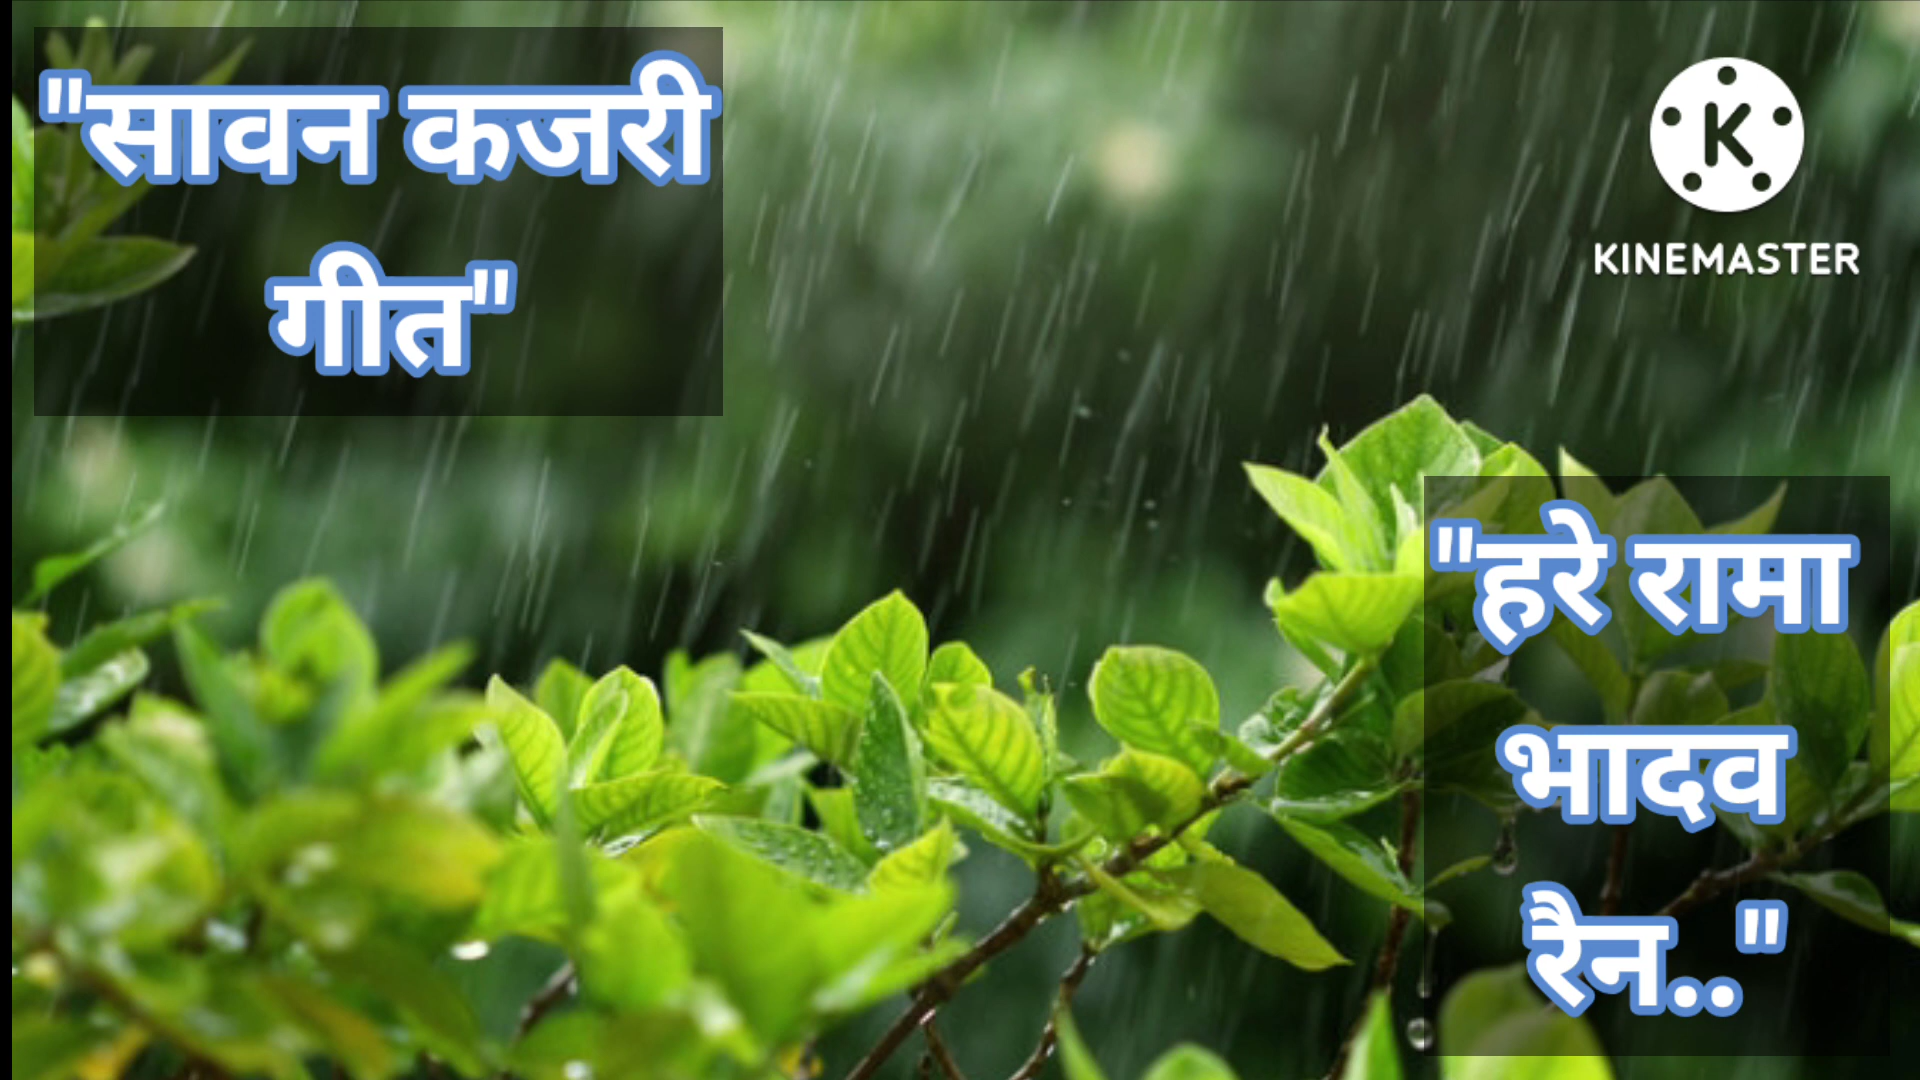 "सावन कजरी
गीत"
KINEMASTER
"हरे रामा
भादव
रैन.."